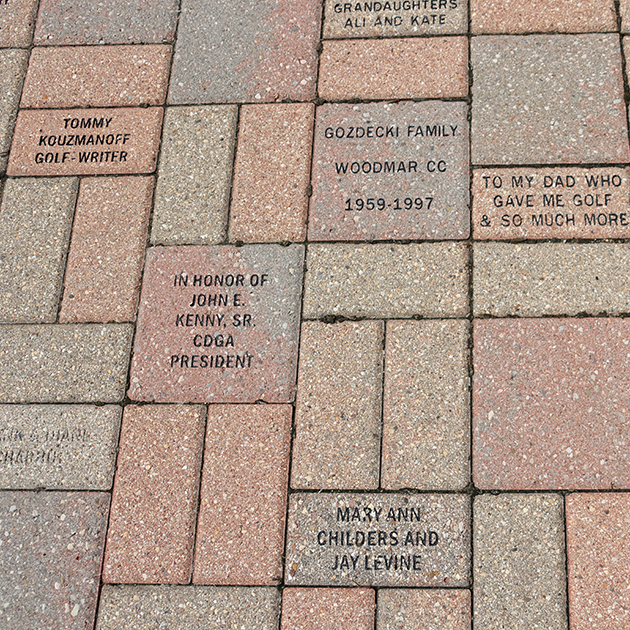 GRANDAUGHTERS
ALI AND KATE
TOMMY
KOUZMANOFF
GOLF-WRITER
GOZDECKI FAMILY
WOODMAR CC
1959-1997
TO MY DAD WHO
GAVE ME GOLF
& SO MUCH MORE
IN HONOR OF
JOHN E.
KENNY, SR.
CDGA
PRESIDENT
& DIANE
MARY ANN
CHILDERS AND
JAY LEVINE